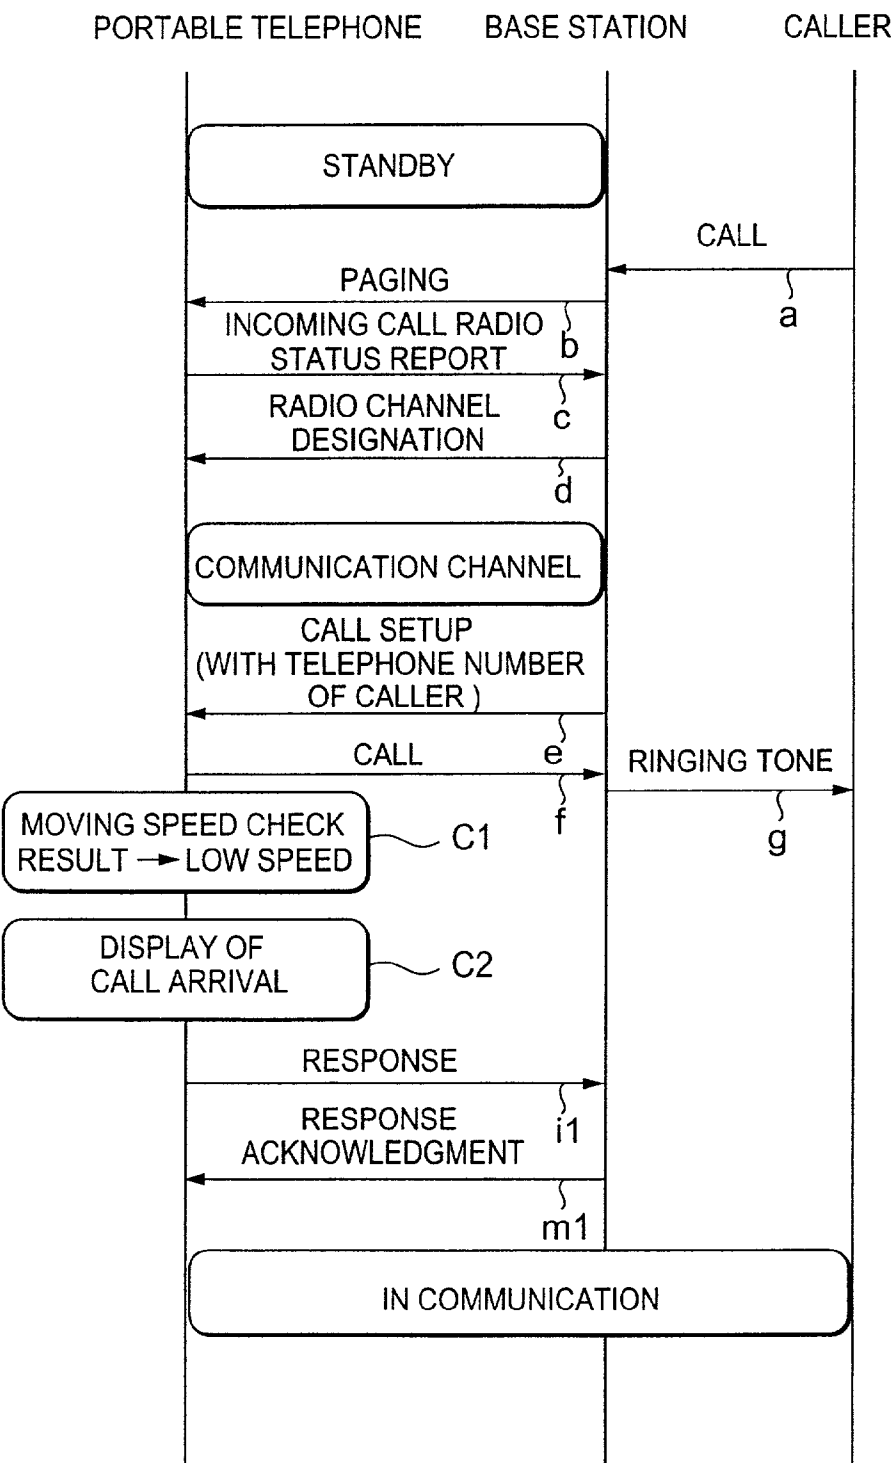 PORTABLE TELEPHONE BASE STATION CALLER
STANDBY
CALL
a
PAGING
b
INCOMING CALL RADIO
STATUS REPORT
c
RADIO CHANNEL
DESIGNATION
d
COMMUNICATION CHANNEL
CALL SETUP
(WITH TELEPHONE NUMBER
OF CALLER )
e
CALL
f
RINGING TONE
g
MOVING SPEED CHECK
RESULT → LOW SPEED
C1
DISPLAY OF
CALL ARRIVAL
C2
RESPONSE
i1
RESPONSE
ACKNOWLEDGMENT
m1
IN COMMUNICATION